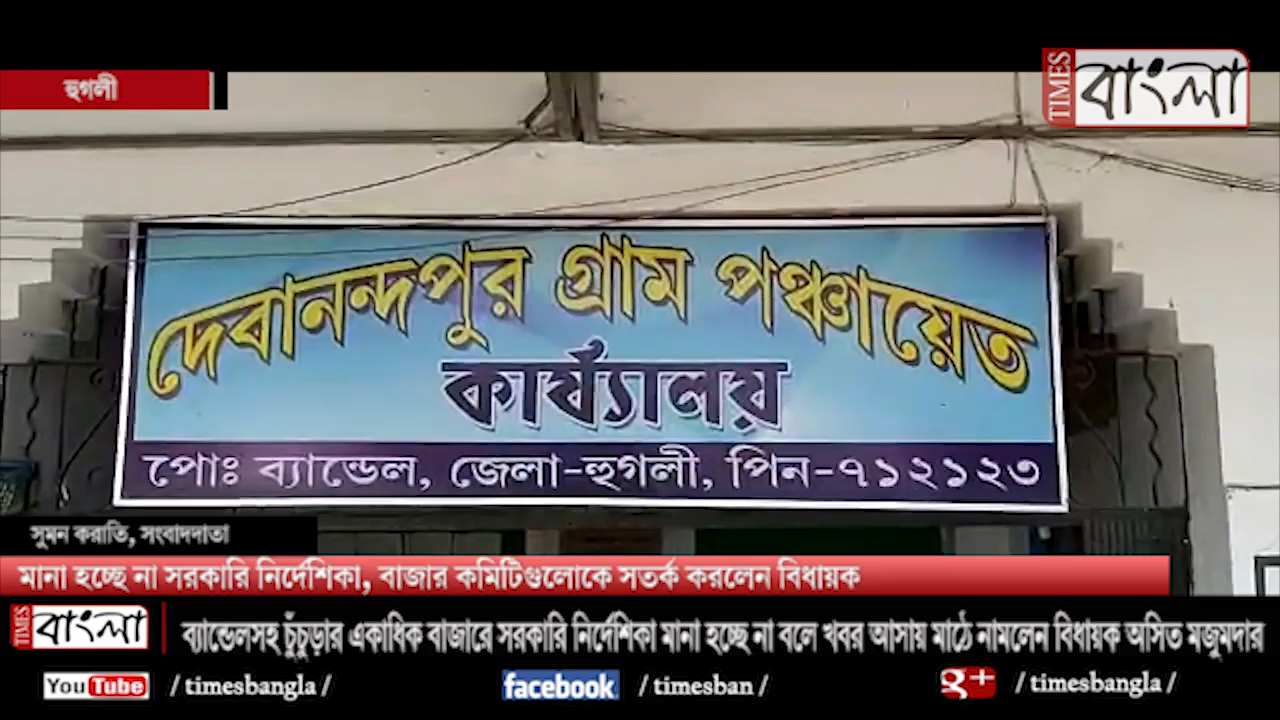 হুগলী
TIMES বাংলা
দেবানন্দপুর গ্রাম পঞ্চায়েত
কার্য্যালয়
পোঃ ব্যান্ডেল, জেলা-হুগলী, পিন-৭১২১২৩
সুমন করাতি, সংবাদদাতা
মানা হচ্ছে না সরকারি নির্দেশিকা, বাজার কমিটিগুলোকে সতর্ক করলেন বিধায়ক
TIMES বাংলা ব্যান্ডেলসহ চুঁচুড়ার একাধিক বাজারে সরকারি নির্দেশিকা মানা হচ্ছে না বলে খবর আসায় মাঠে নামলেন বিধায়ক অসিত মজুমদার
YouTube / timesbangla / facebook / timesban / g+ / timesbangla /